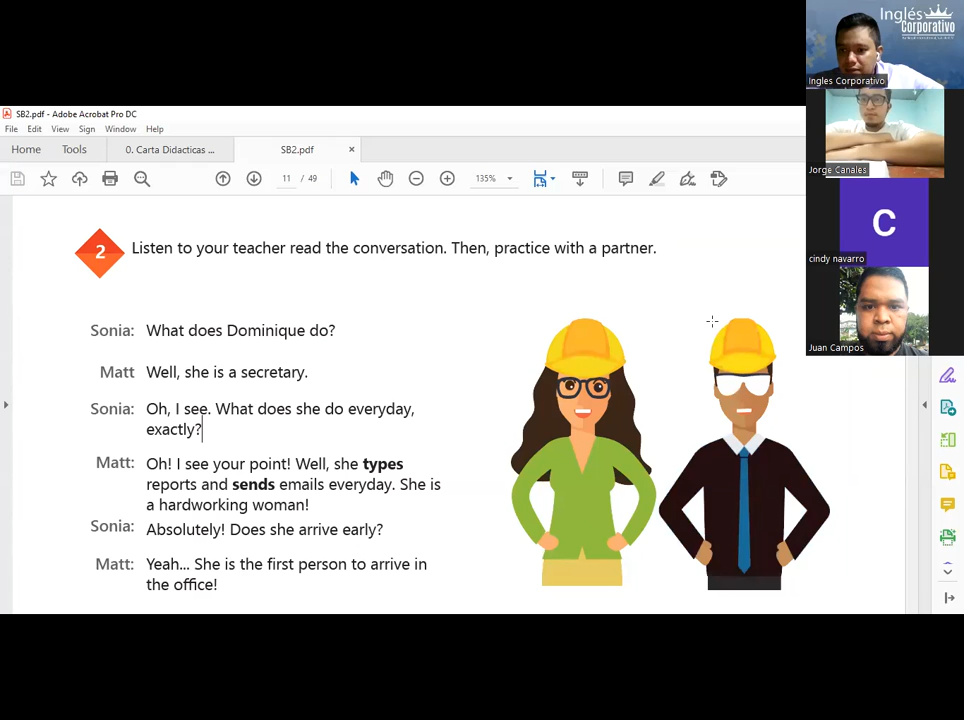 SB2.pdf - Adobe Acrobat Pro DC
File Edit View Sign Window Help
Home Tools 0. Carta Didacticas ... SB2.pdf ×
11 / 49 135%
2 Listen to your teacher read the conversation. Then, practice with a partner.
Sonia: What does Dominique do?
Matt Well, she is a secretary.
Sonia: Oh, I see. What does she do everyday,
exactly?
Matt: Oh! I see your point! Well, she types
reports and sends emails everyday. She is
a hardworking woman!
Sonia: Absolutely! Does she arrive early?
Matt: Yeah... She is the first person to arrive in
the office!
Inglés
Corporativo
Ingles Corporativo
Jorge Canales
C
cindy navarro
Juan Campos